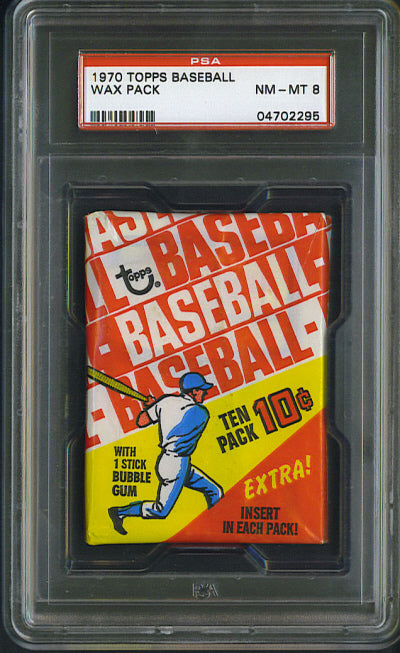 PSA
1970 TOPPS BASEBALL
WAX PACK
NM-MT 8
04702295
BASEBALL
Topps
BASEBALL
- BASEBALL -
BASEBALL -
TEN
PACK 10¢
WITH
1 STICK
BUBBLE
GUM
EXTRA!
INSERT
IN EACH PACK!
PSA